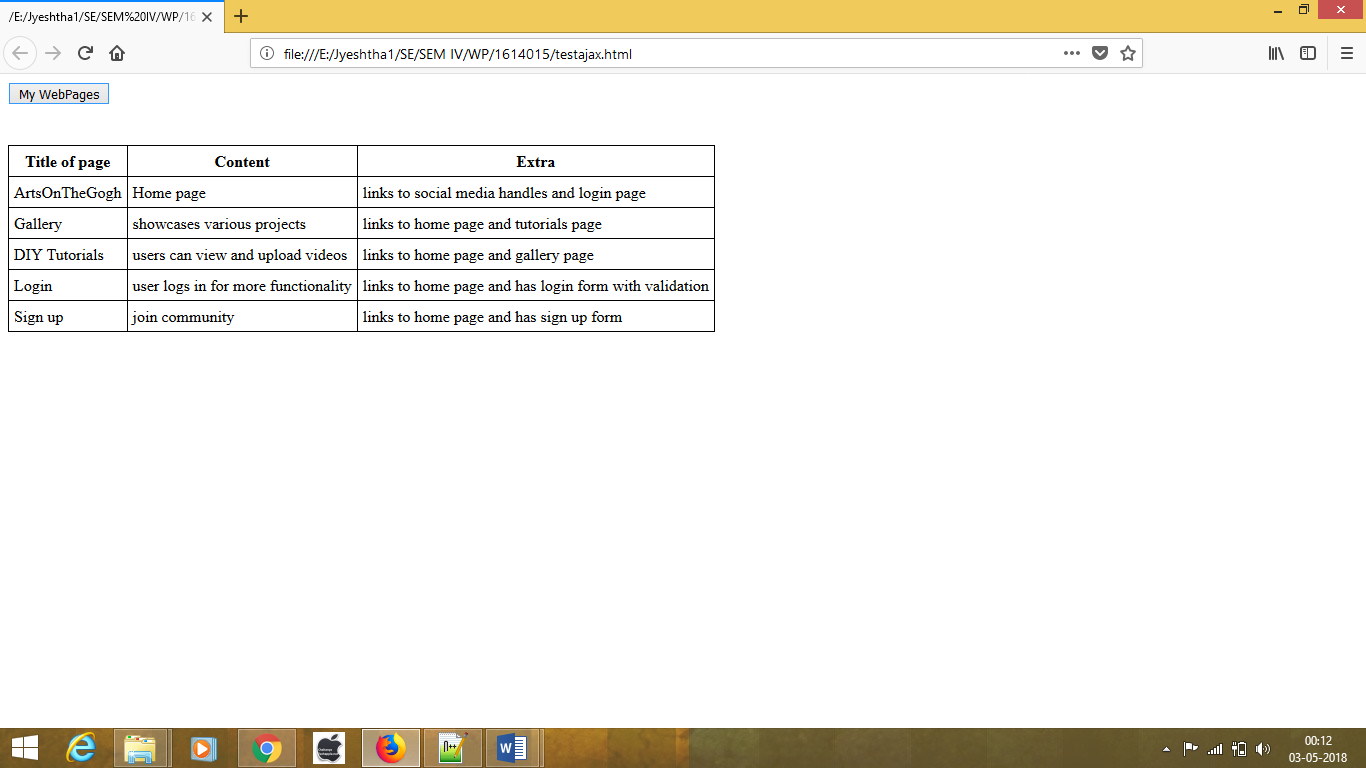 /E:/Jyeshtha1/SE/SEM%20IV/WP/16
file:///E:/Jyeshtha1/SE/SEM IV/WP/1614015/testajax.html
My WebPages
Title of page Content Extra
ArtsOnTheGogh Home page links to social media handles and login page
Gallery showcases various projects links to home page and tutorials page
DIY Tutorials users can view and upload videos links to home page and gallery page
Login user logs in for more functionality links to home page and has login form with validation
Sign up join community links to home page and has sign up form
00:12
03-05-2018